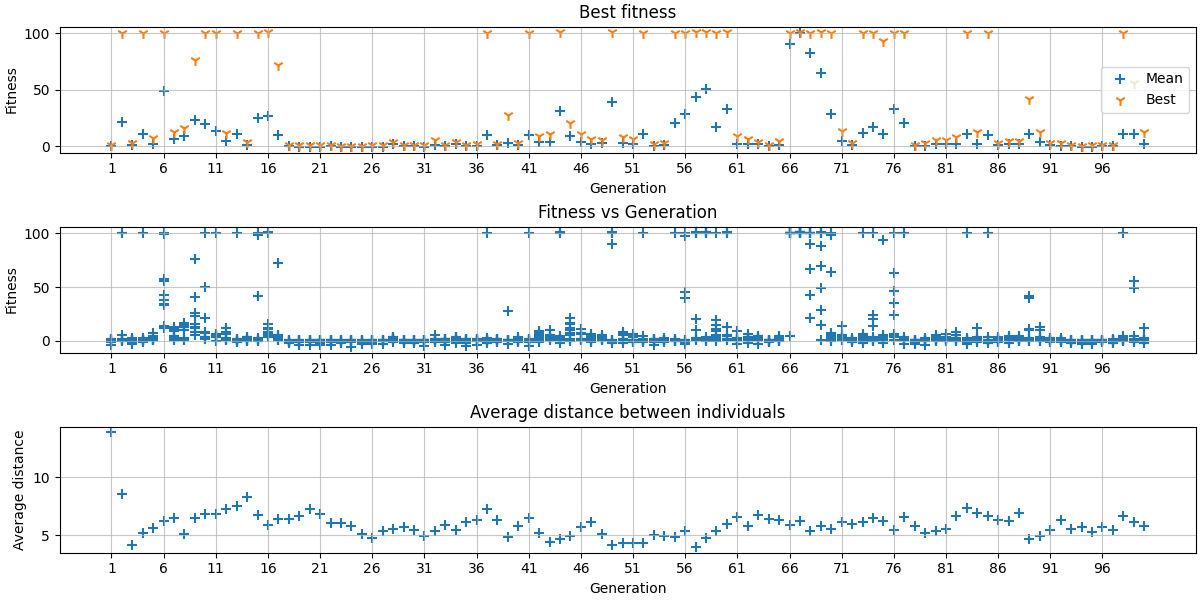 Best fitness
Fitness
100
50
0
Mean
Best
1 6 11 16 21 26 31 36 41 46 51 56 61 66 71 76 81 86 91 96
Generation
Fitness vs Generation
Fitness
100
50
0
1 6 11 16 21 26 31 36 41 46 51 56 61 66 71 76 81 86 91 96
Generation
Average distance between individuals
Average distance
10
5
1 6 11 16 21 26 31 36 41 46 51 56 61 66 71 76 81 86 91 96
Generation